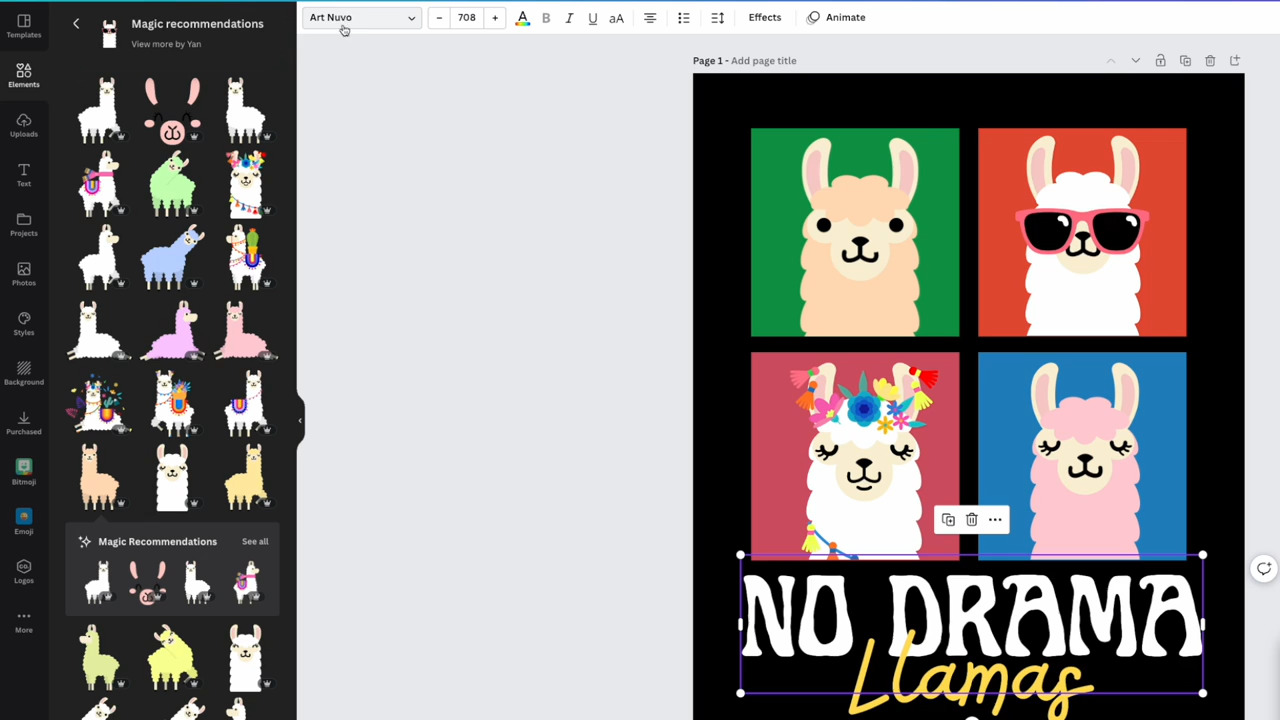 Templates
Elements
Uploads
Text
Projects
Photos
Styles
Background
Purchased
Bitmoji
Emoji
Logos
More
Magic recommendations
View more by Yan
Magic Recommendations
See all
Art Nuvo
– 708 +
A B I U aA
Effects
Animate
Page 1 - Add page title
NO DRAMA
Llamas